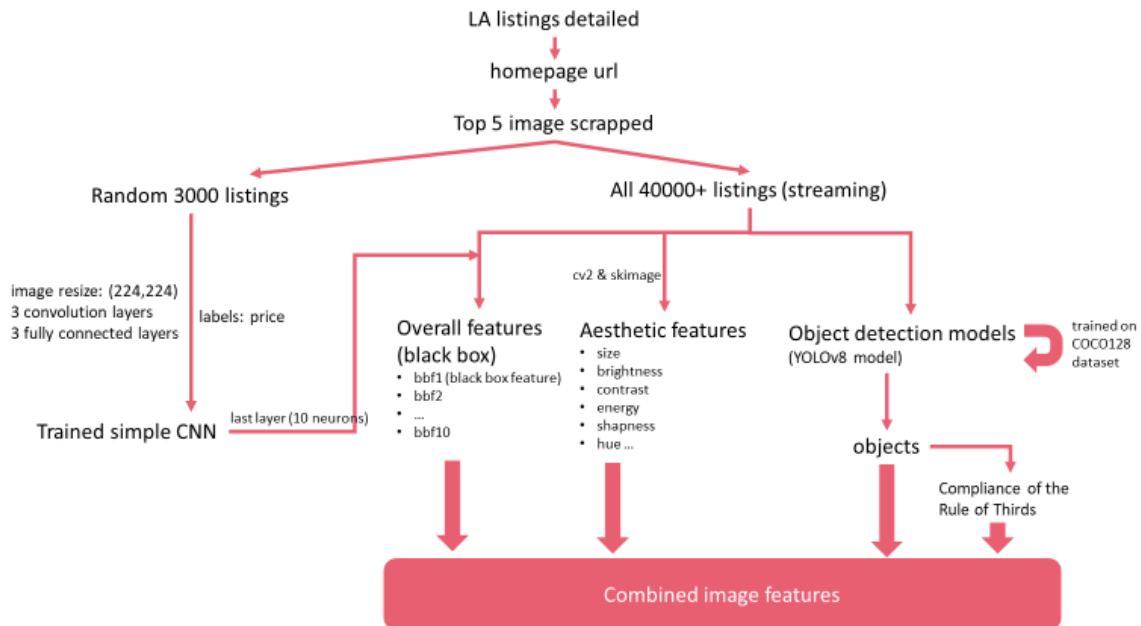 LA listings detailed
homepage url
Top 5 image scrapped
Random 3000 listings
All 40000+ listings (streaming)
image resize: (224,224)
3 convolution layers
3 fully connected layers
labels: price
cv2 & skimage
Overall features
(black box)
• bbf1 (black box feature)
• bbf2
• ...
• bbf10
Aesthetic features
• size
• brightness
• contrast
• energy
• shapness
• hue ...
Object detection models
(YOLOv8 model)
trained on
COCO128
dataset
Trained simple CNN
last layer (10 neurons)
objects
Compliance of the
Rule of Thirds
Combined image features